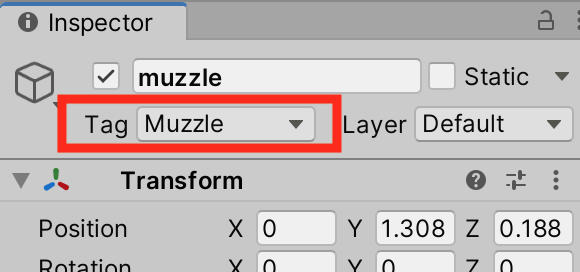 Inspector
muzzle Static
Tag Muzzle Layer Default
Transform
Position X 0 Y 1.308 Z 0.188
Rotation X 0 Y 0 Z 0